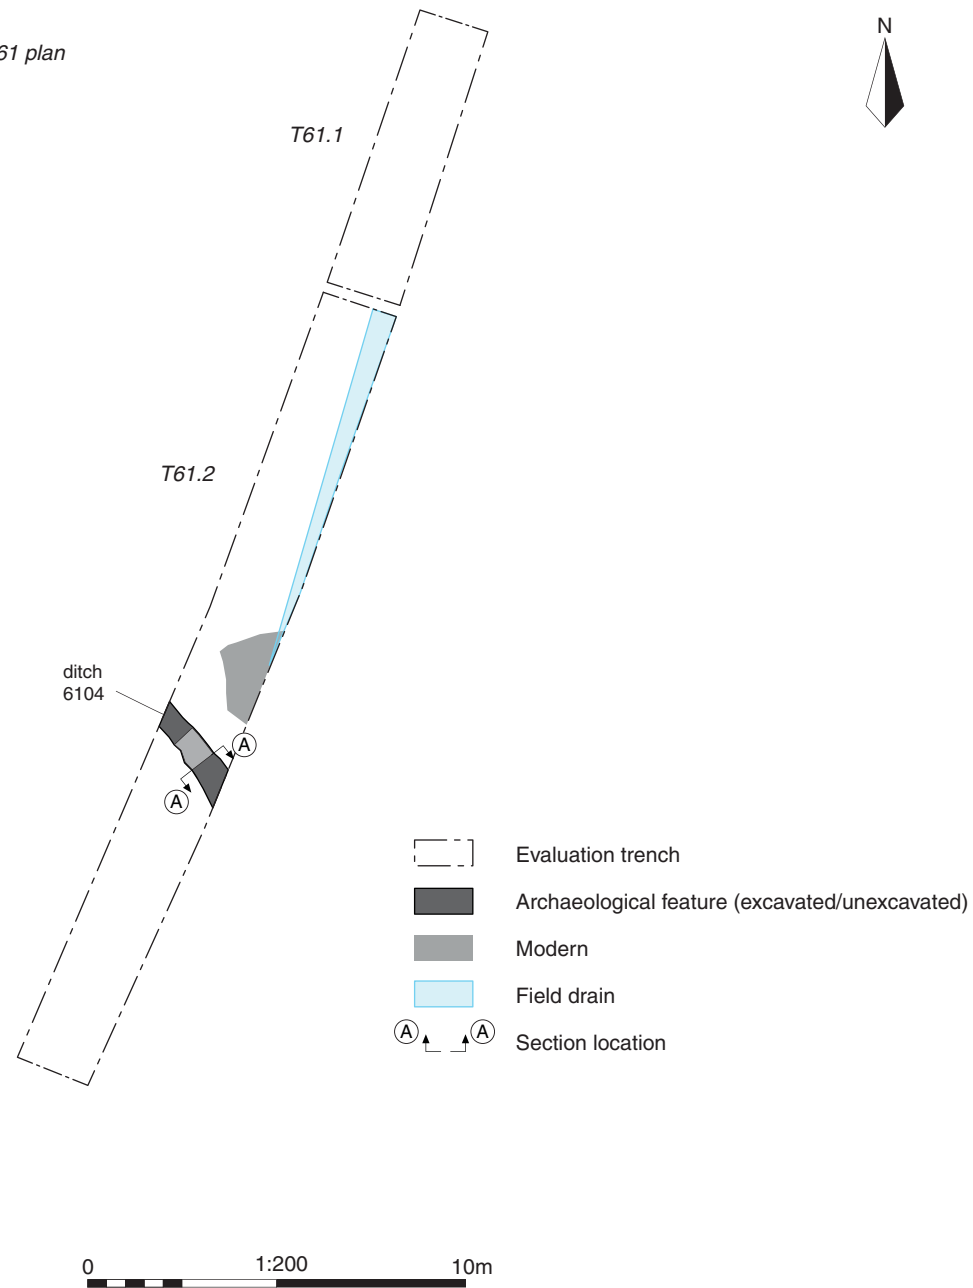 61 plan
N
T61.1
T61.2
ditch
6104
A
A
Evaluation trench
Archaeological feature (excavated/unexcavated)
Modern
Field drain
A A
Section location
0 1:200 10m